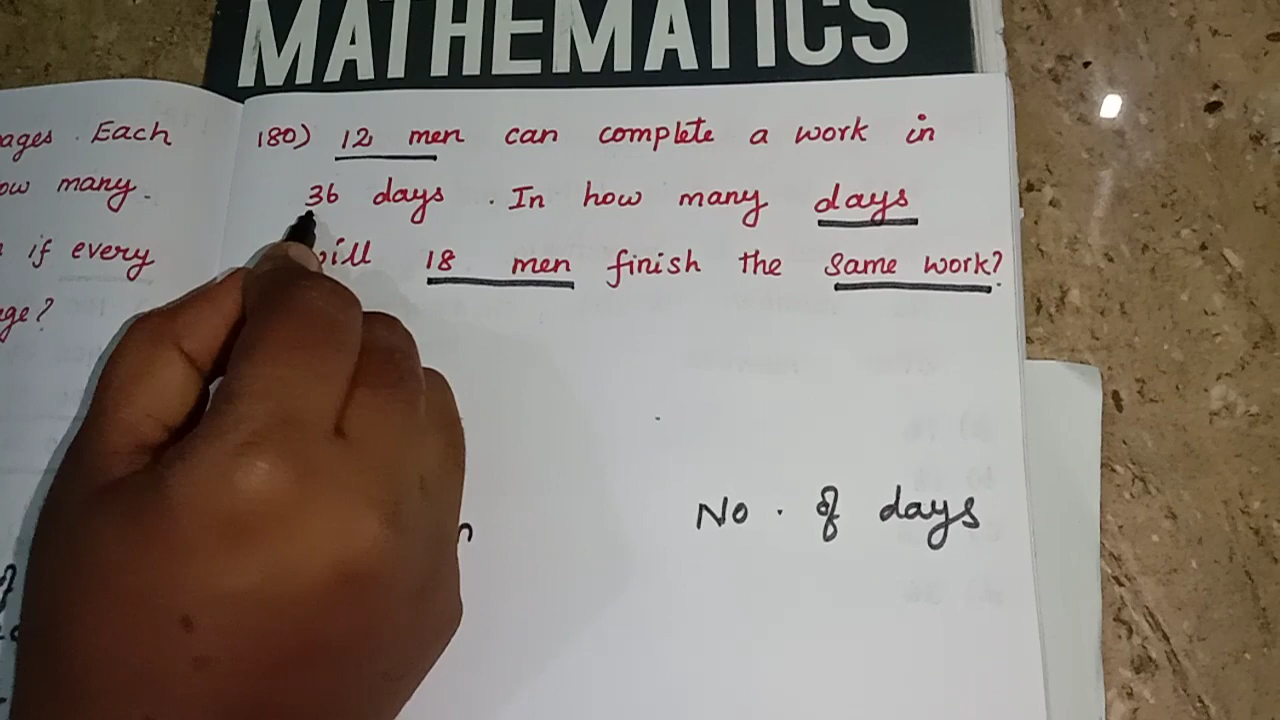 MATHEMATICS
ages. Each
ow many.
if every
ge?
180) 12 men can complete a work in
36 days. In how many days
will 18 men finish the same work?
No. of days